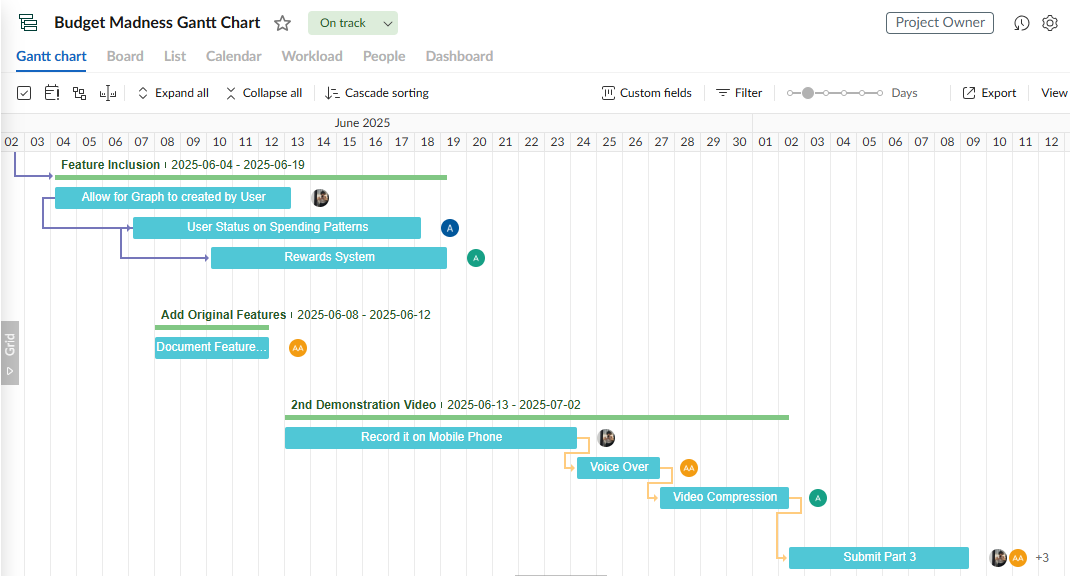 Budget Madness Gantt Chart On track Project Owner
Gantt chart Board List Calendar Workload People Dashboard
Expand all Collapse all Cascade sorting Custom fields Filter Days Export View
June 2025
02 03 04 05 06 07 08 09 10 11 12 13 14 15 16 17 18 19 20 21 22 23 24 25 26 27 28 29 30 01 02 03 04 05 06 07 08 09 10 11 12
Feature Inclusion 2025-06-04 - 2025-06-19
Allow for Graph to created by User
User Status on Spending Patterns A
Rewards System A
Add Original Features 2025-06-08 - 2025-06-12
Grid
Document Feature... AA
2nd Demonstration Video 2025-06-13 - 2025-07-02
Record it on Mobile Phone
Voice Over AA
Video Compression A
Submit Part 3 AA +3